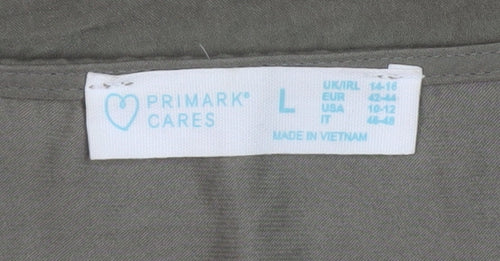 PRIMARK®
CARES
L
UK/IRL 14-16
EUR 42-44
USA 10-12
IT 46-48
MADE IN VIETNAM